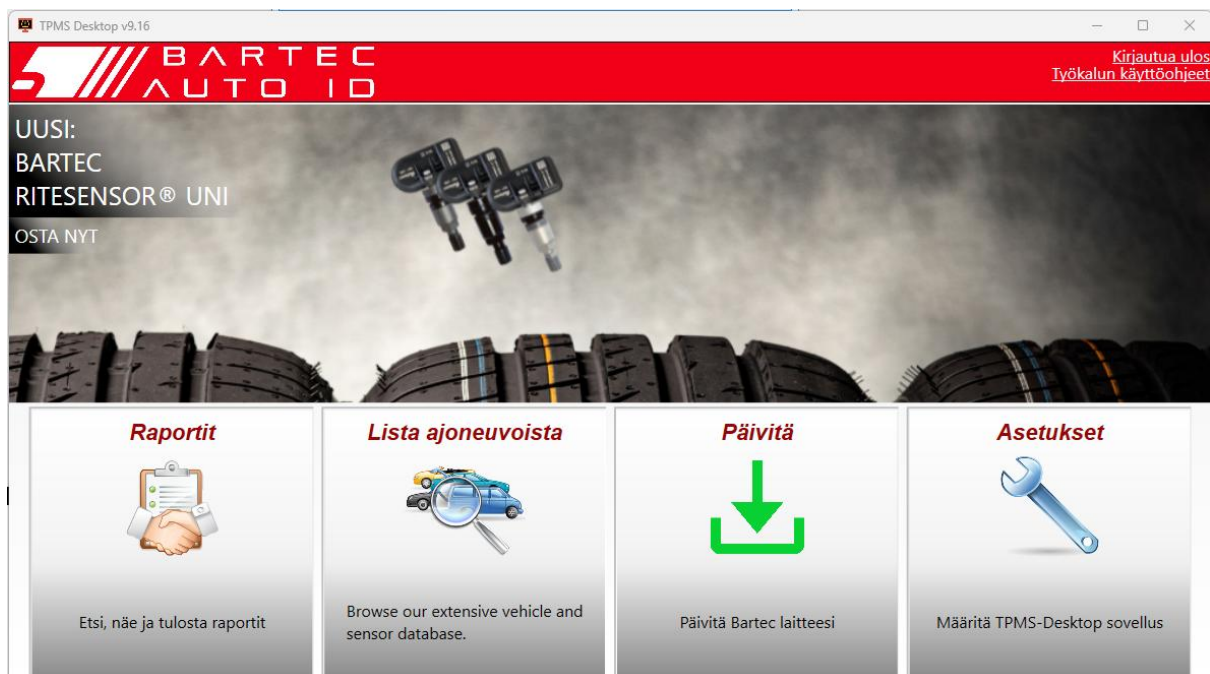 TPMS Desktop v9.16
BARTEC
AUTO ID
Kirjautua ulos
Työkalun käyttöohjeet
UUSI:
BARTEC
RITESENSOR® UNI
OSTA NYT
Raportit
Etsi, näe ja tulosta raportit
Lista ajoneuvoista
Browse our extensive vehicle and
sensor database.
Päivitä
Päivitä Bartec laitteesi
Asetukset
Määritä TPMS-Desktop sovellus